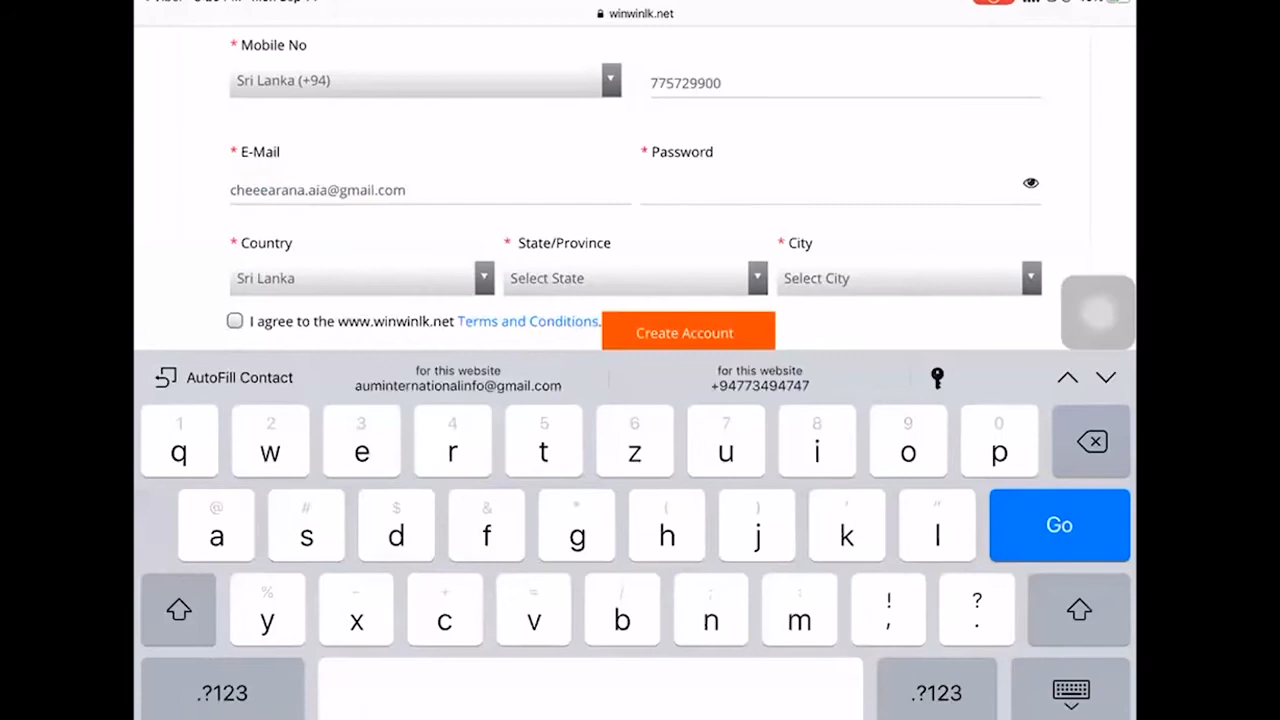 winwinlk.net
* Mobile No
Sri Lanka (+94)
775729900
* E-Mail
* Password
cheeearana.aia@gmail.com
* Country
* State/Province
* City
Sri Lanka
Select State
Select City
I agree to the www.winwinlk.net Terms and Conditions.
Create Account
AutoFill Contact
for this website
auminternationalinfo@gmail.com
for this website
+94773494747
1 2 3 4 5 6 7 8 9 0
q w e r t z u i o p
@ # $ & * ( ) ' "
a s d f g h j k l
Go
% - + = / ; : ! ?
y x c v b n m , .
.?123
.?123